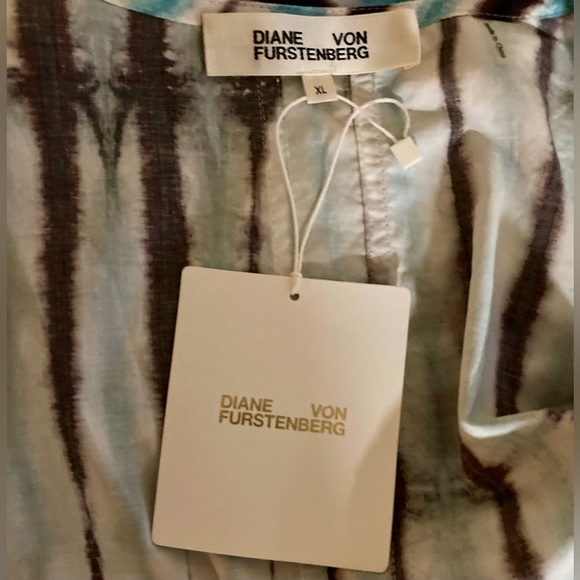 DIANE VON
FURSTENBERG
XL
DIANE VON
FURSTENBERG